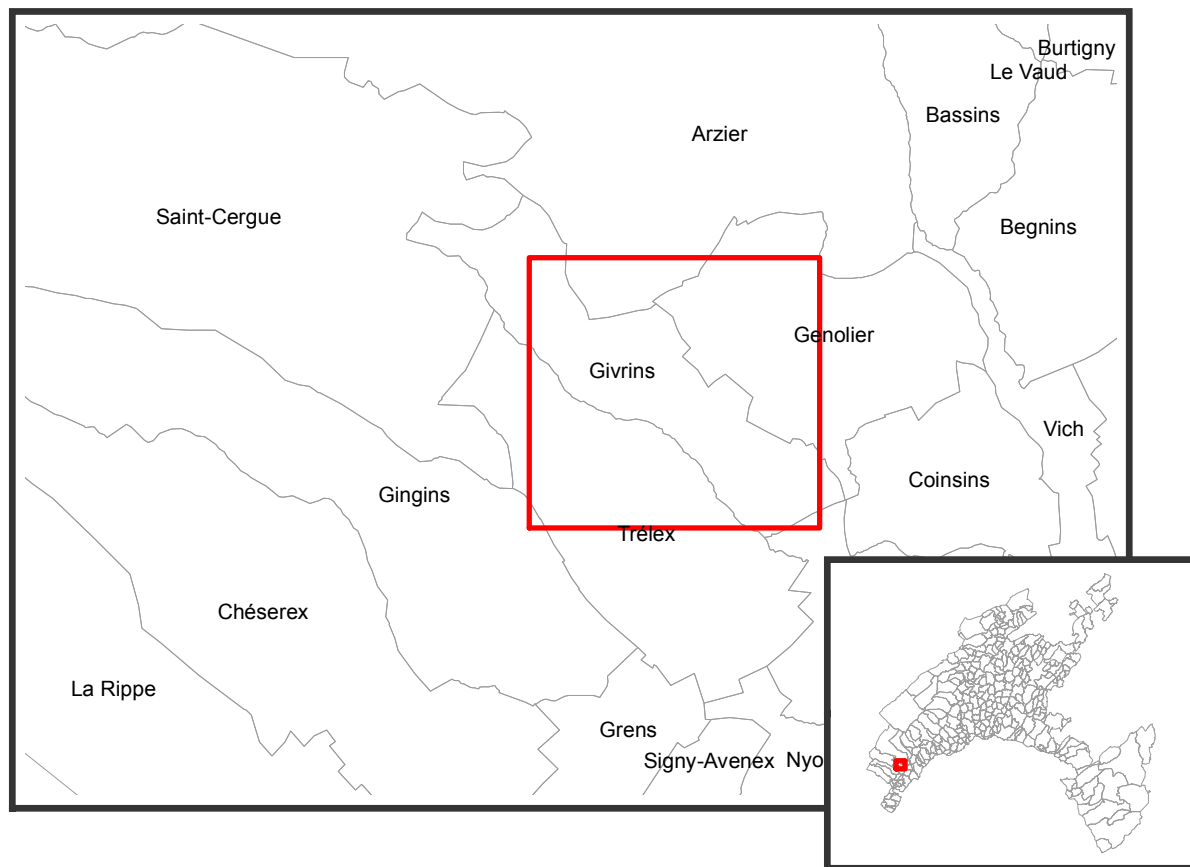 Burtigny
Le Vaud
Bassins
Arzier
Saint-Cergue
Begnins
Genolier
Givrins
Vich
Coinsins
Gingins
Trélex
Chéserex
La Rippe
Grens
Signy-Avenex
Nyo